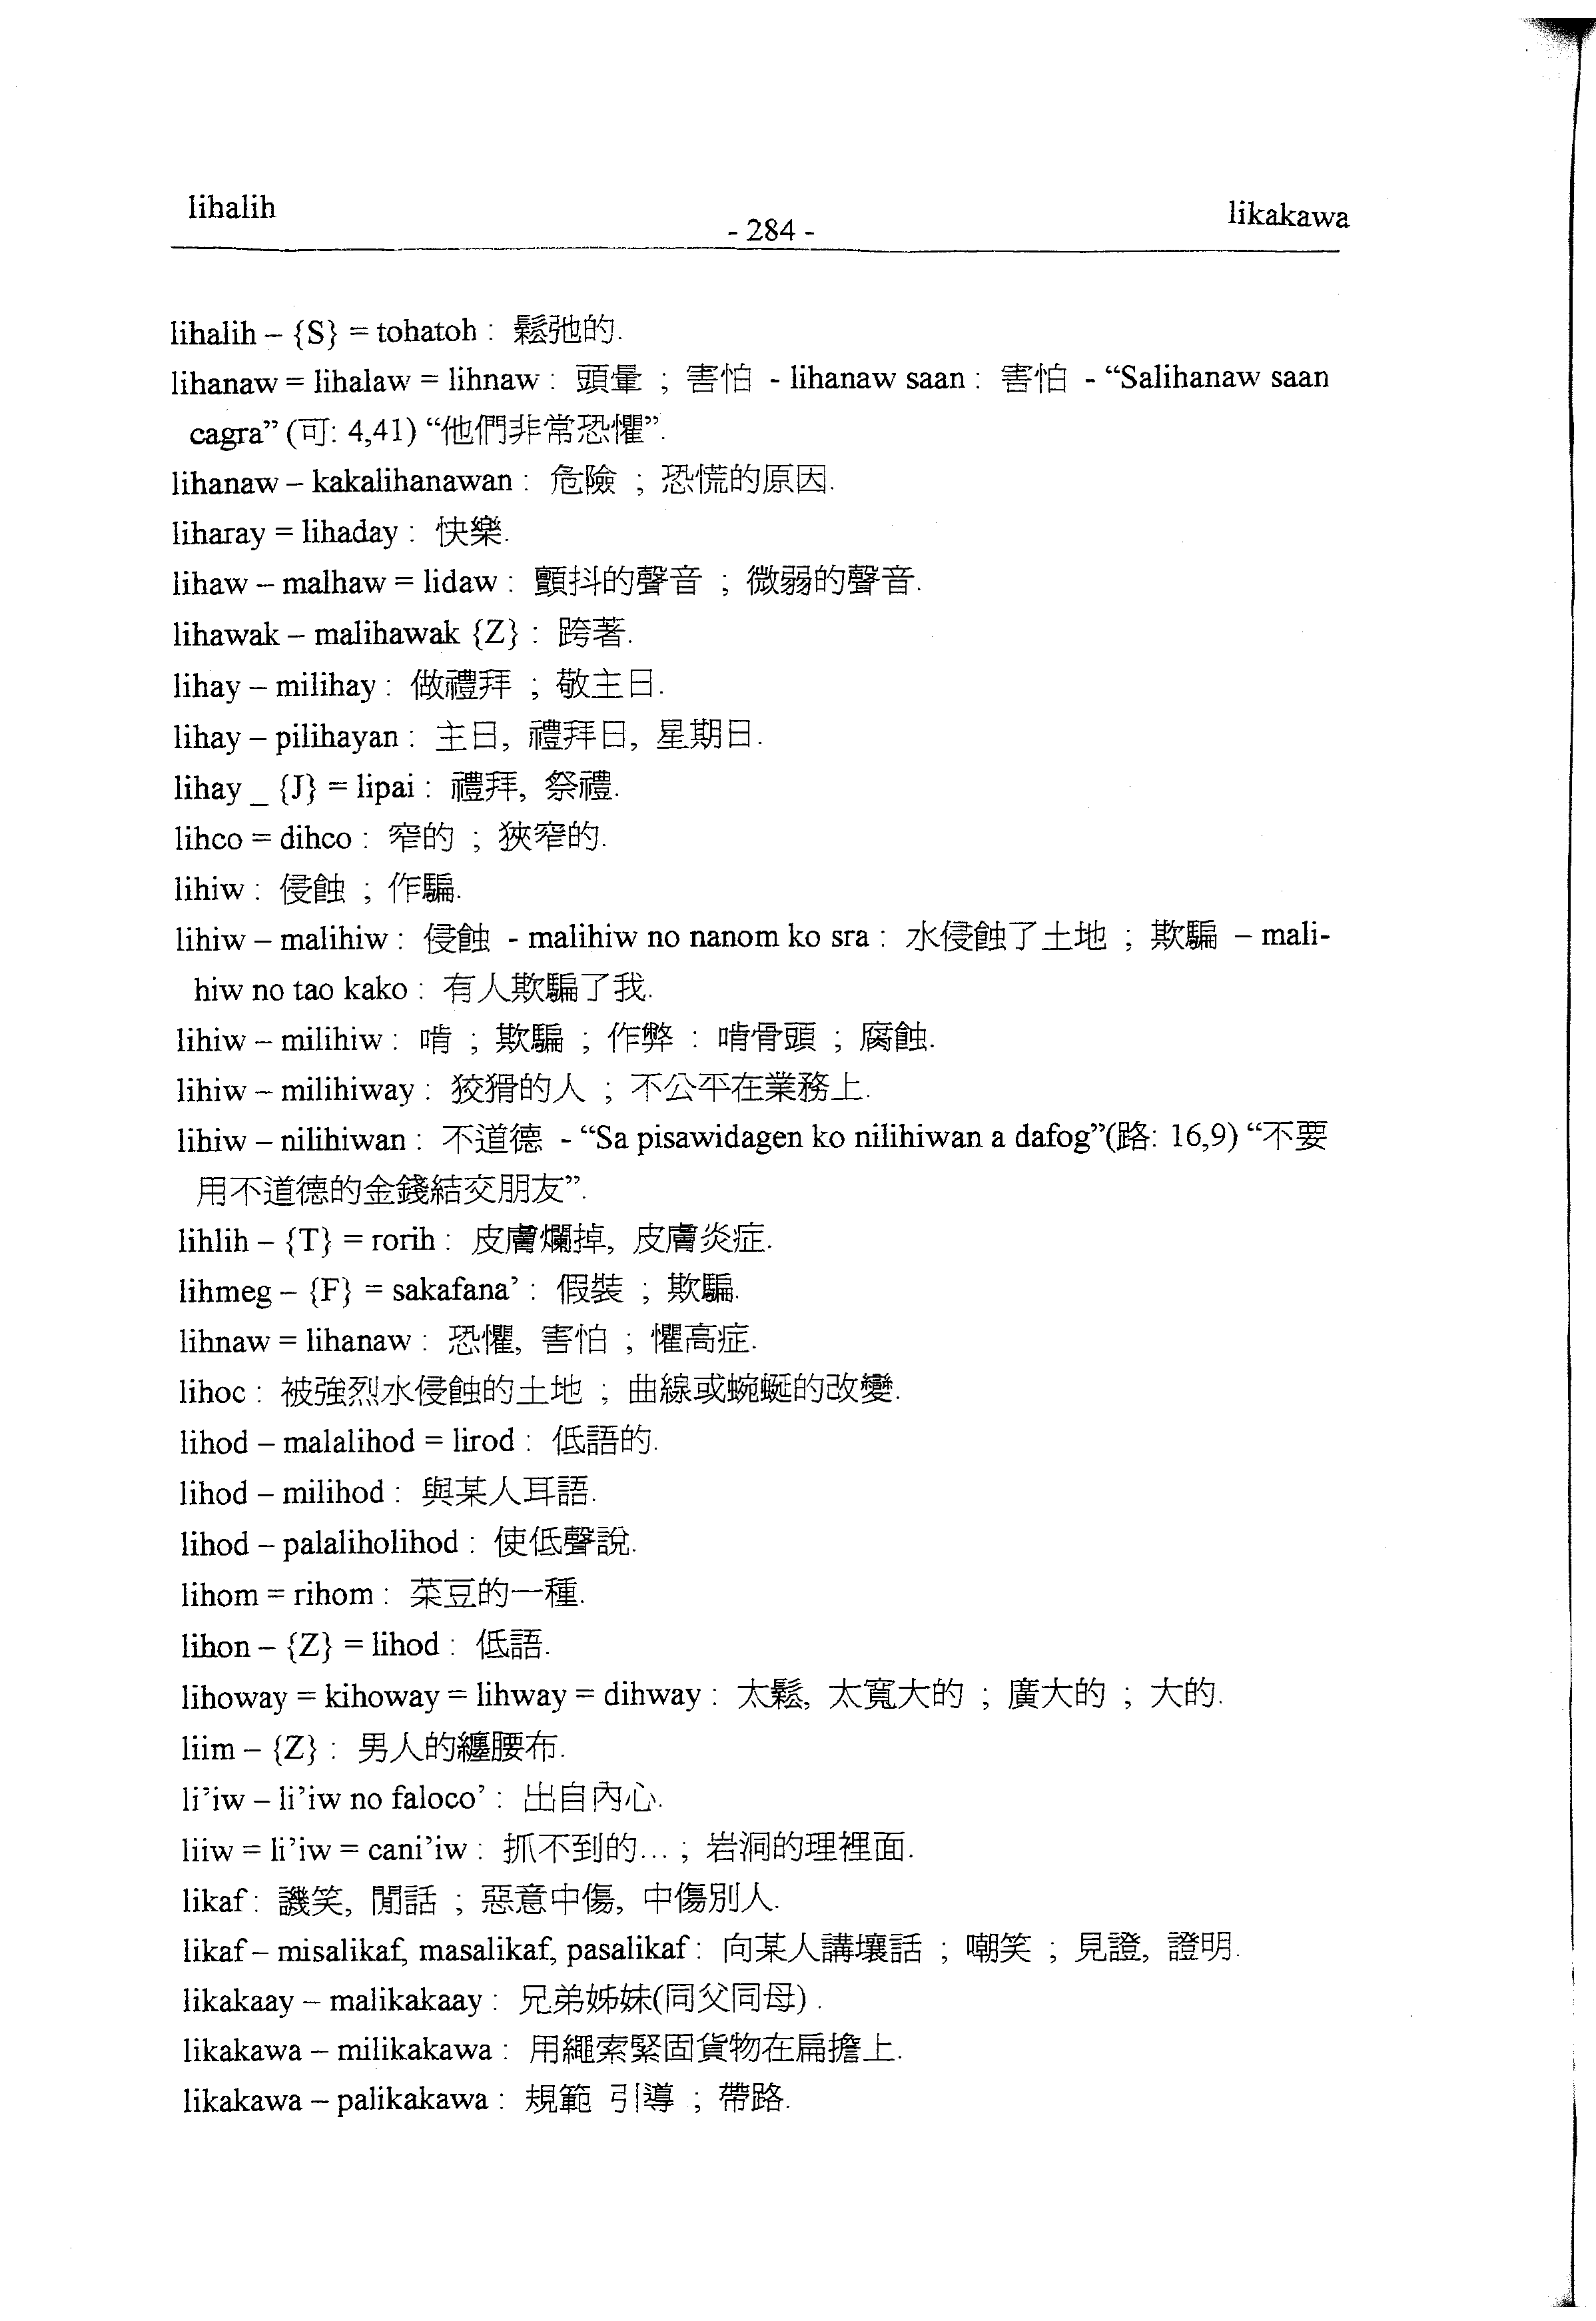 lihalih
- 284 -
likakawa
lihalih – {S} = tohatoh : 鬆弛的.
lihanaw = lihalaw = lihnaw : 頭暈 ; 害怕 - lihanaw saan : 害怕 - “Salihanaw saan
cagra” (可: 4,41) “他們非常恐懼”.
lihanaw – kakalihanawan : 危險 ; 恐慌的原因.
liharay = lihaday : 快樂.
lihaw – malhaw = lidaw : 顫抖的聲音 ; 微弱的聲音.
lihawak – malihawak {Z} : 跨著.
lihay – milihay : 做禮拜 ; 敬主日.
lihay – pilihayan : 主日, 禮拜日, 星期日.
lihay _ {J} = lipai : 禮拜, 祭禮.
lihco = dihco : 窄的 ; 狹窄的.
lihiw : 侵蝕 ; 作騙.
lihiw – malihiw : 侵蝕 - malihiw no nanom ko sra : 水侵蝕了土地 ; 欺騙 – mali-
hiw no tao kako : 有人欺騙了我.
lihiw – milihiw : 啃 ; 欺騙 ; 作弊 : 啃骨頭 ; 腐蝕.
lihiw – milihiway : 狡猾的人 ; 不公平在業務上.
lihiw – nilihiwan : 不道德 - “Sa pisawidagen ko nilihiwan a dafog”(路: 16,9) “不要
用不道德的金錢結交朋友”.
lihlih – {T} = rorih : 皮膚爛掉, 皮膚炎症.
lihmeg – {F} = sakafana’ : 假裝 ; 欺騙.
lihnaw = lihanaw : 恐懼, 害怕 ; 懼高症.
lihoc : 被強烈水侵蝕的土地 ; 曲線或蜿蜒的改變.
lihod – malalihod = lirod : 低語的.
lihod – milihod : 與某人耳語.
lihod – palaliholihod : 使低聲說.
lihom = rihom : 菜豆的一種.
lihon – {Z} = lihod : 低語.
lihoway = kihoway = lihway = dihway : 太鬆, 太寬大的 ; 廣大的 ; 大的.
liim – {Z} : 男人的纏腰布.
li’iw – li’iw no faloco’ : 出自內心.
liiw = li’iw = cani’iw : 抓不到的... ; 岩洞的理裡面.
likaf : 譏笑, 閒話 ; 惡意中傷, 中傷別人.
likaf – misalikaf, masalikaf, pasalikaf : 向某人講壞話 ; 嘲笑 ; 見證, 證明.
likakaay – malikakaay : 兄弟姊妹(同父同母) .
likakawa – milikakawa : 用繩索緊固貨物在扁擔上.
likakawa – palikakawa : 規範 引導 ; 帶路.